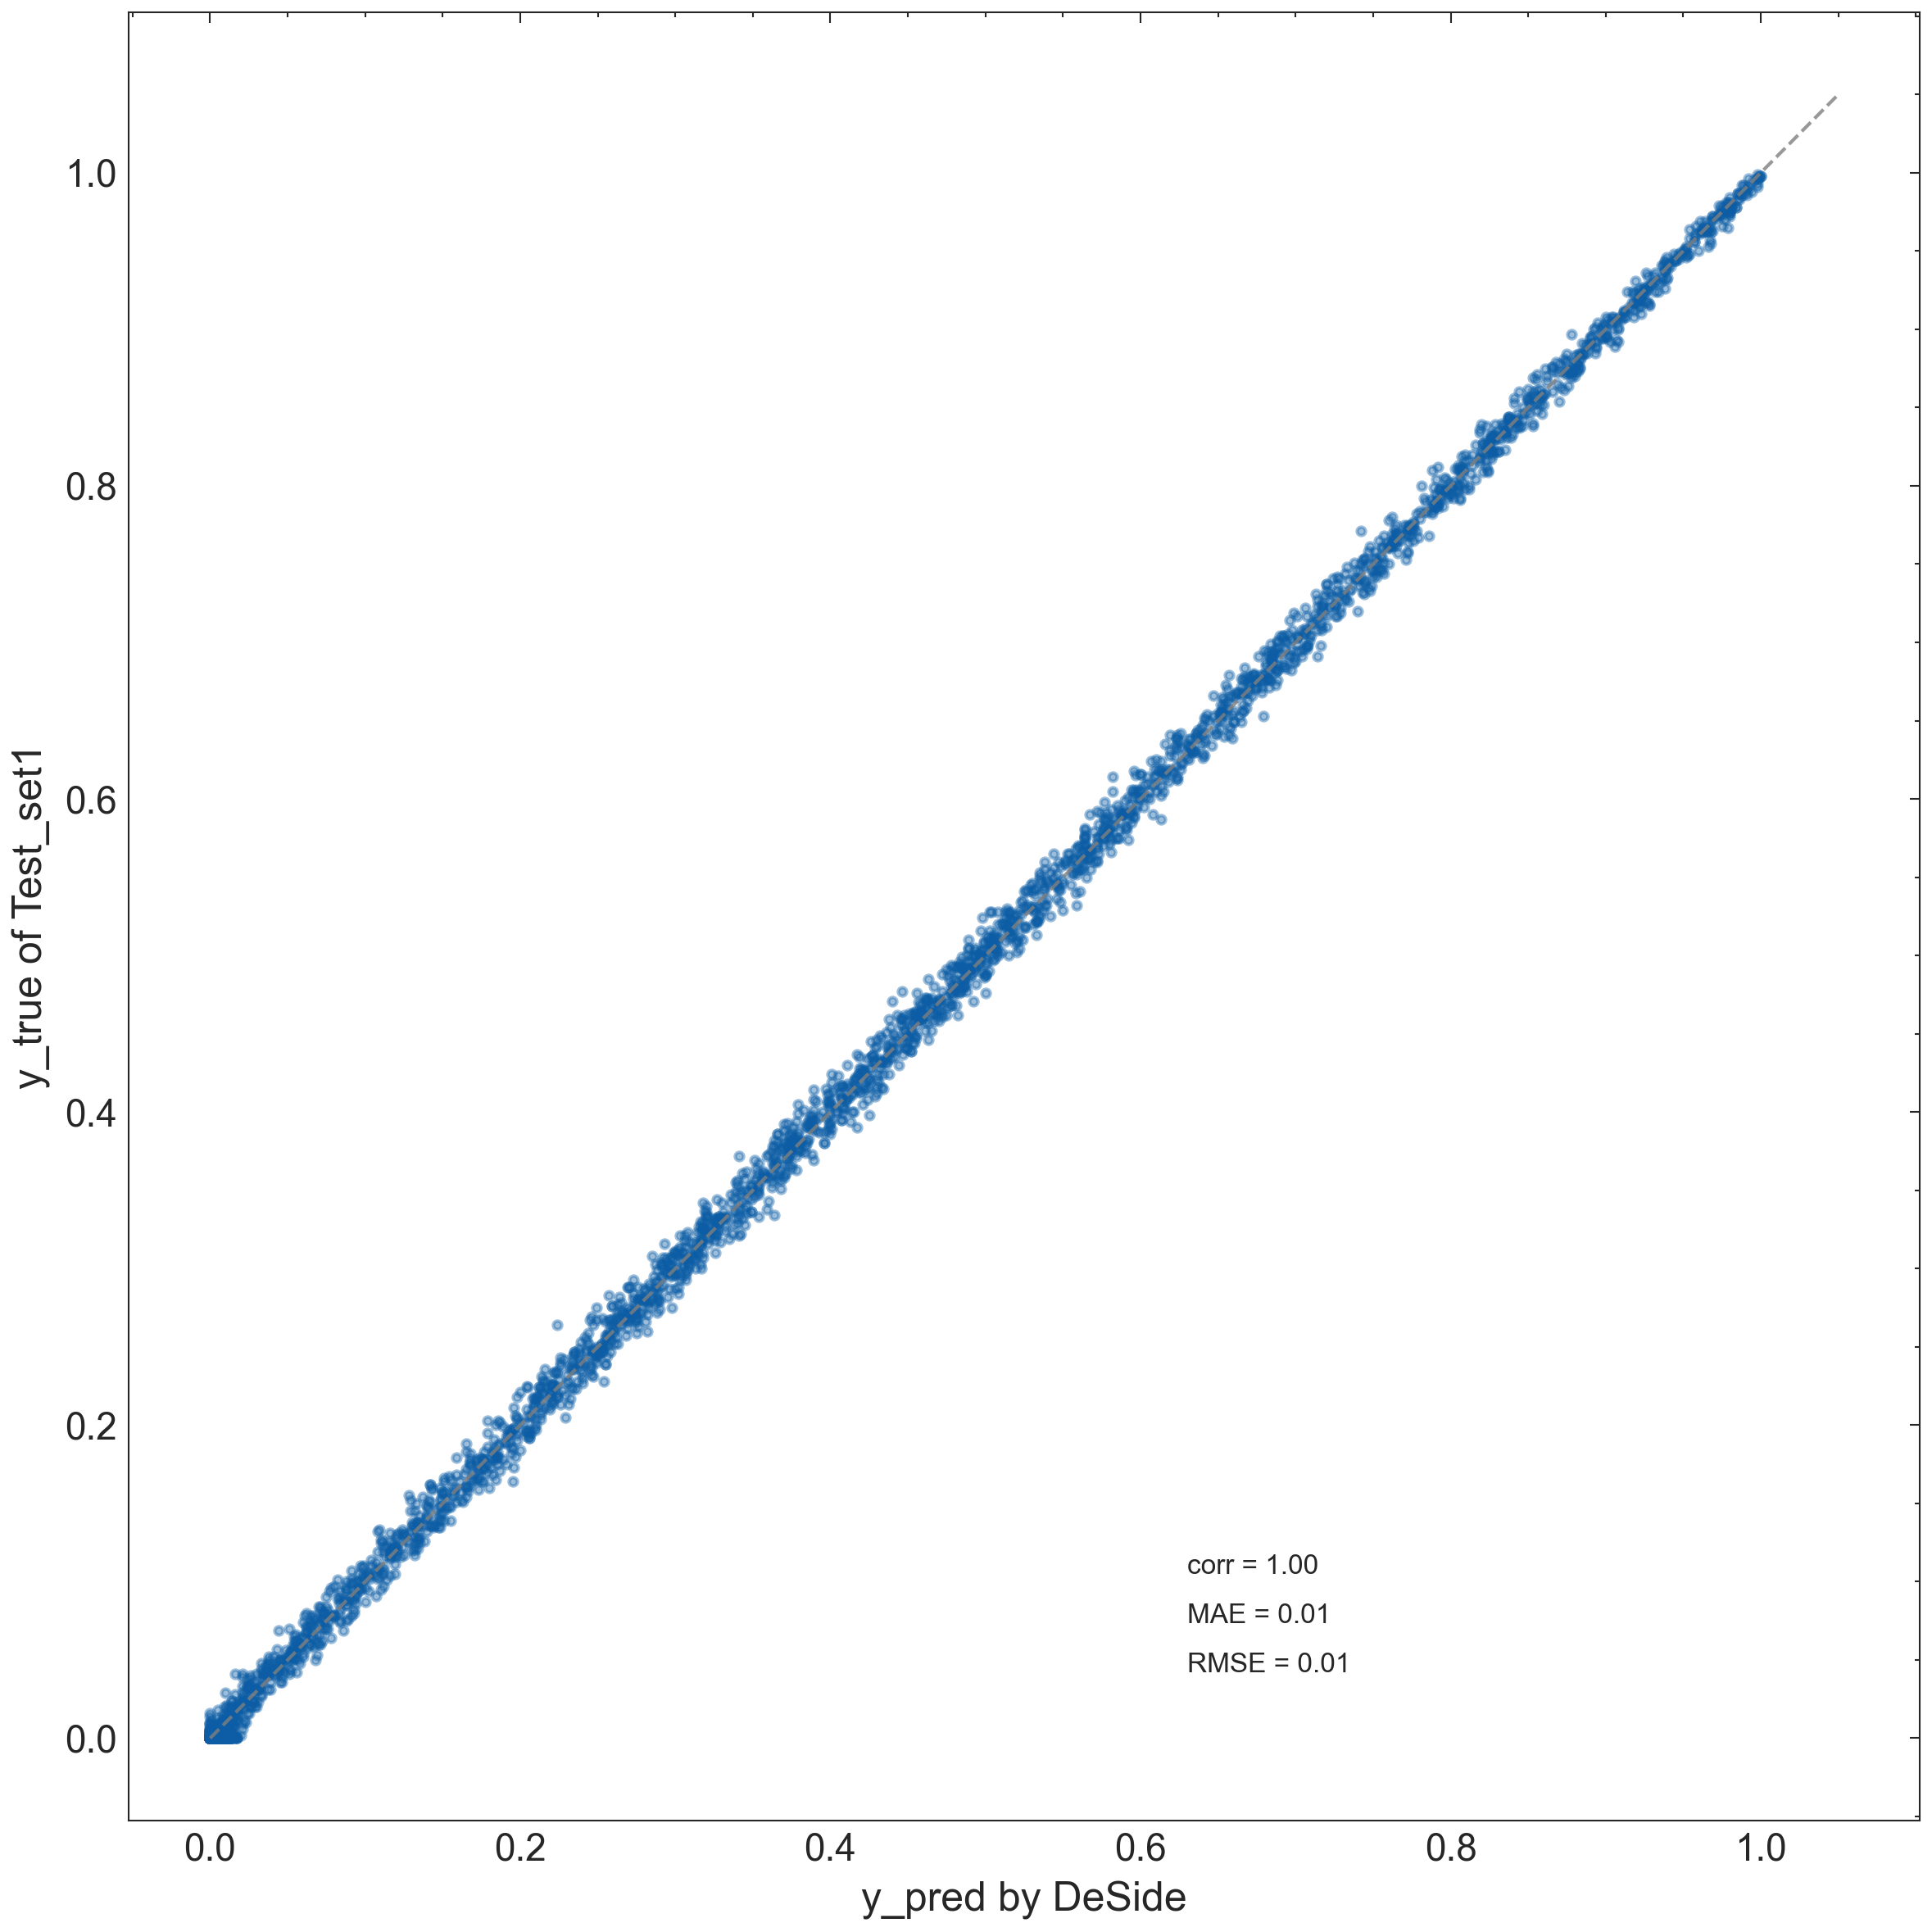 1.0
0.8
0.6
0.4
0.2
0.0
y_true of Test_set1
corr = 1.00
MAE = 0.01
RMSE = 0.01
0.0 0.2 0.4 0.6 0.8 1.0
y_pred by DeSide